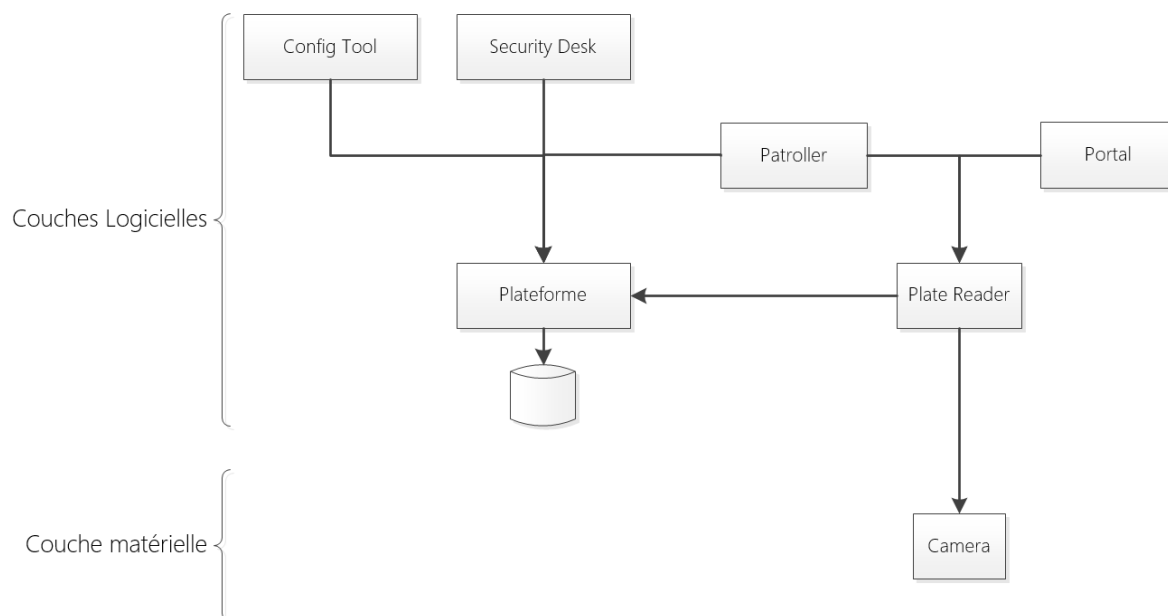 Config Tool
Security Desk
Patroller
Portal
Couches Logicielles
Plateforme
Plate Reader
Couche matérielle
Camera